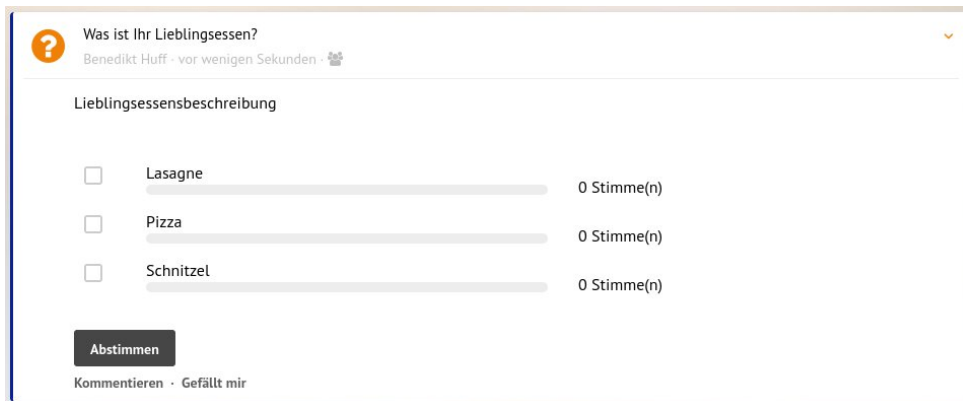 Was ist Ihr Lieblingsessen?
Benedikt Huff · vor wenigen Sekunden ·
Lieblingsessensbeschreibung
Lasagne
0 Stimme(n)
Pizza
0 Stimme(n)
Schnitzel
0 Stimme(n)
Abstimmen
Kommentieren · Gefällt mir